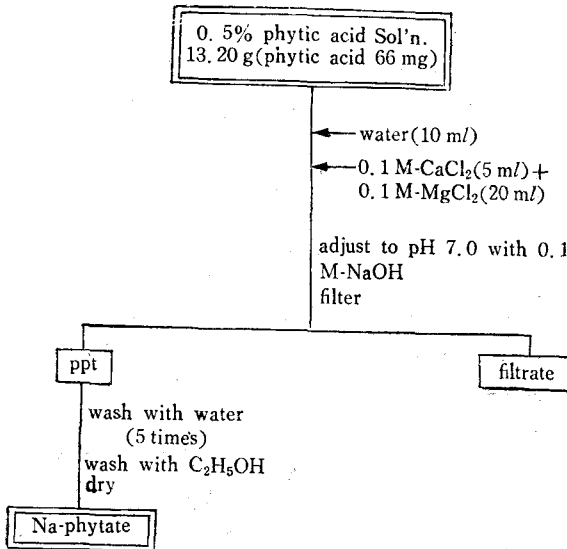 0. 5% phytic acid Sol'n.
13. 20 g(phytic acid 66 mg)
water(10 ml)
0. 1 M-CaCl₂(5 ml)+
0. 1 M-MgCl₂(20 ml)
adjust to pH 7.0 with 0.1
M-NaOH
filter
ppt
filtrate
wash with water
(5 times)
wash with C₂H₅OH
dry
Na-phytate